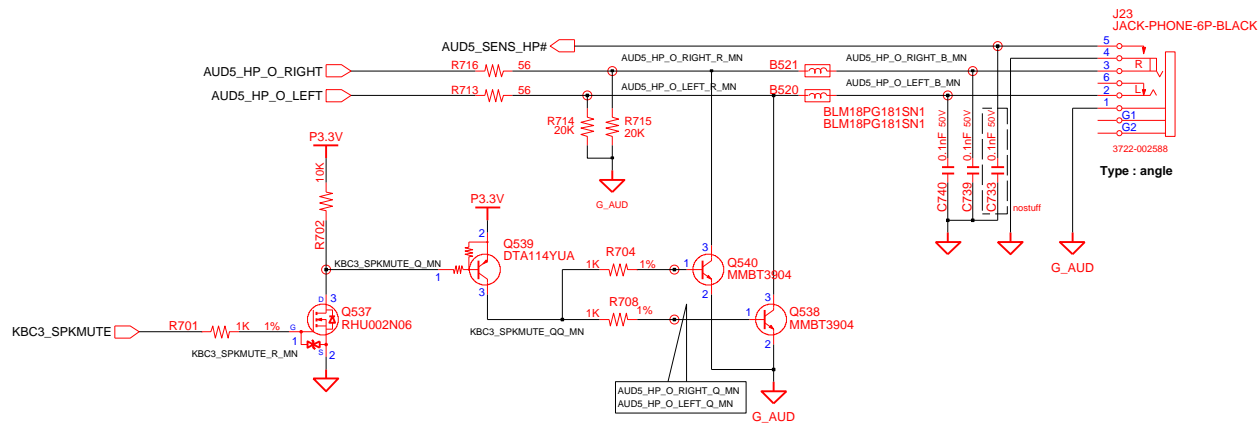 J23
JACK-PHONE-6P-BLACK
AUD5_SENS_HP#
5
4
AUD5_HP_O_RIGHT_R_MN
AUD5_HP_O_RIGHT_B_MN
AUD5_HP_O_RIGHT
R716
56
B521
3
R
6
AUD5_HP_O_LEFT_R_MN
AUD5_HP_O_LEFT_B_MN
AUD5_HP_O_LEFT
R713
56
B520
2
L
BLM18PG181SN1
BLM18PG181SN1
1
G1
G2
R714
20K
R715
20K
3722-002588
Type : angle
0.1nF 50V
0.1nF 50V
0.1nF 50V
C740
C739
C733
nostuff
P3.3V
10K
R702
G_AUD
P3.3V
2
Q539
DTA114YUA
KBC3_SPKMUTE_Q_MN
1
3
R704
1K
1%
1
3
Q540
MMBT3904
2
G_AUD
D
3
Q537
RHU002N06
R708
1K
1%
1
3
Q538
MMBT3904
2
KBC3_SPKMUTE
R701
1K
1%
G
1
S
2
KBC3_SPKMUTE_R_MN
KBC3_SPKMUTE_QQ_MN
AUD5_HP_O_RIGHT_Q_MN
AUD5_HP_O_LEFT_Q_MN
G_AUD